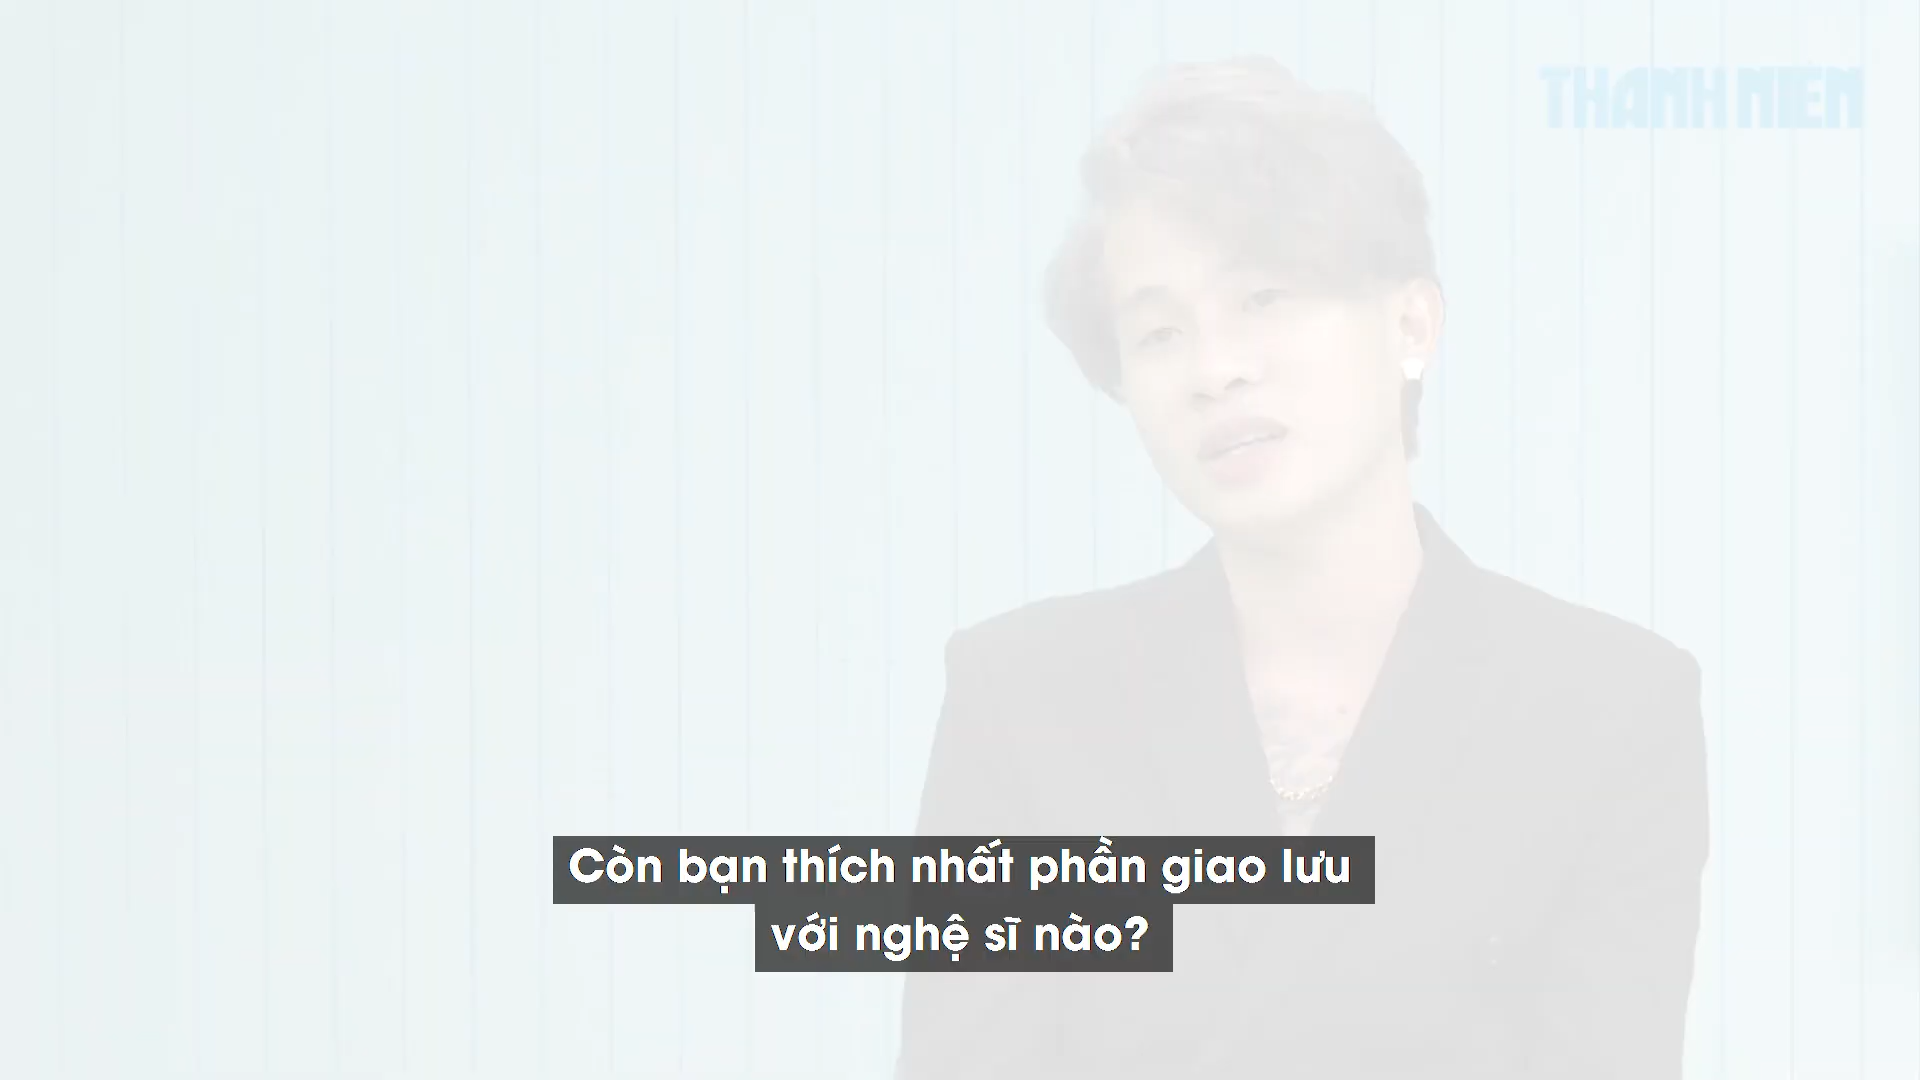 THANH NIEN
Còn bạn thích nhất phần giao lưu
với nghệ sĩ nào?